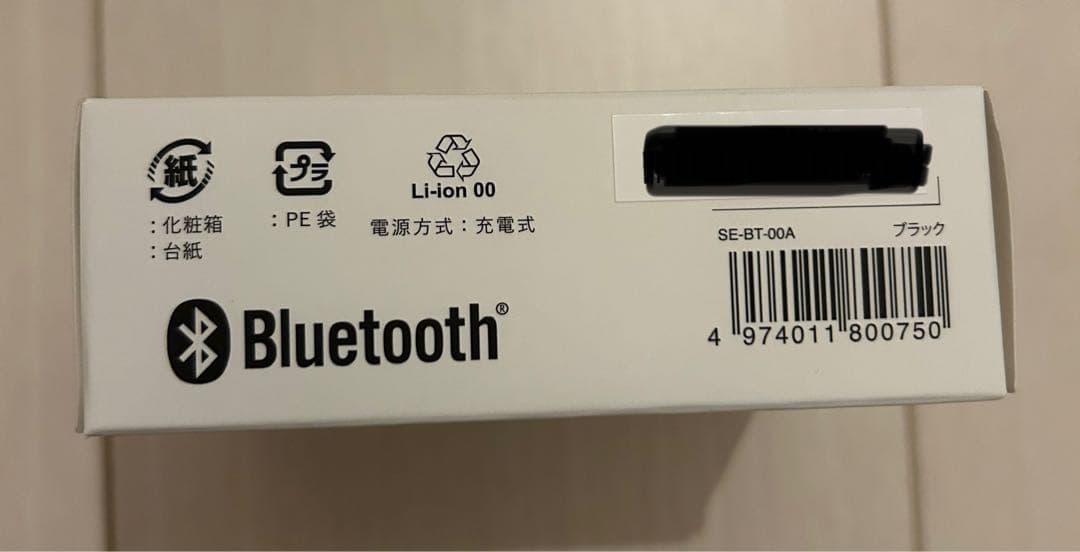 紙
：化粧箱
：台紙
プラ
：PE 袋
Li-ion 00
電源方式：充電式
Bluetooth®
SE-BT-00A ブラック
4 974011 800750